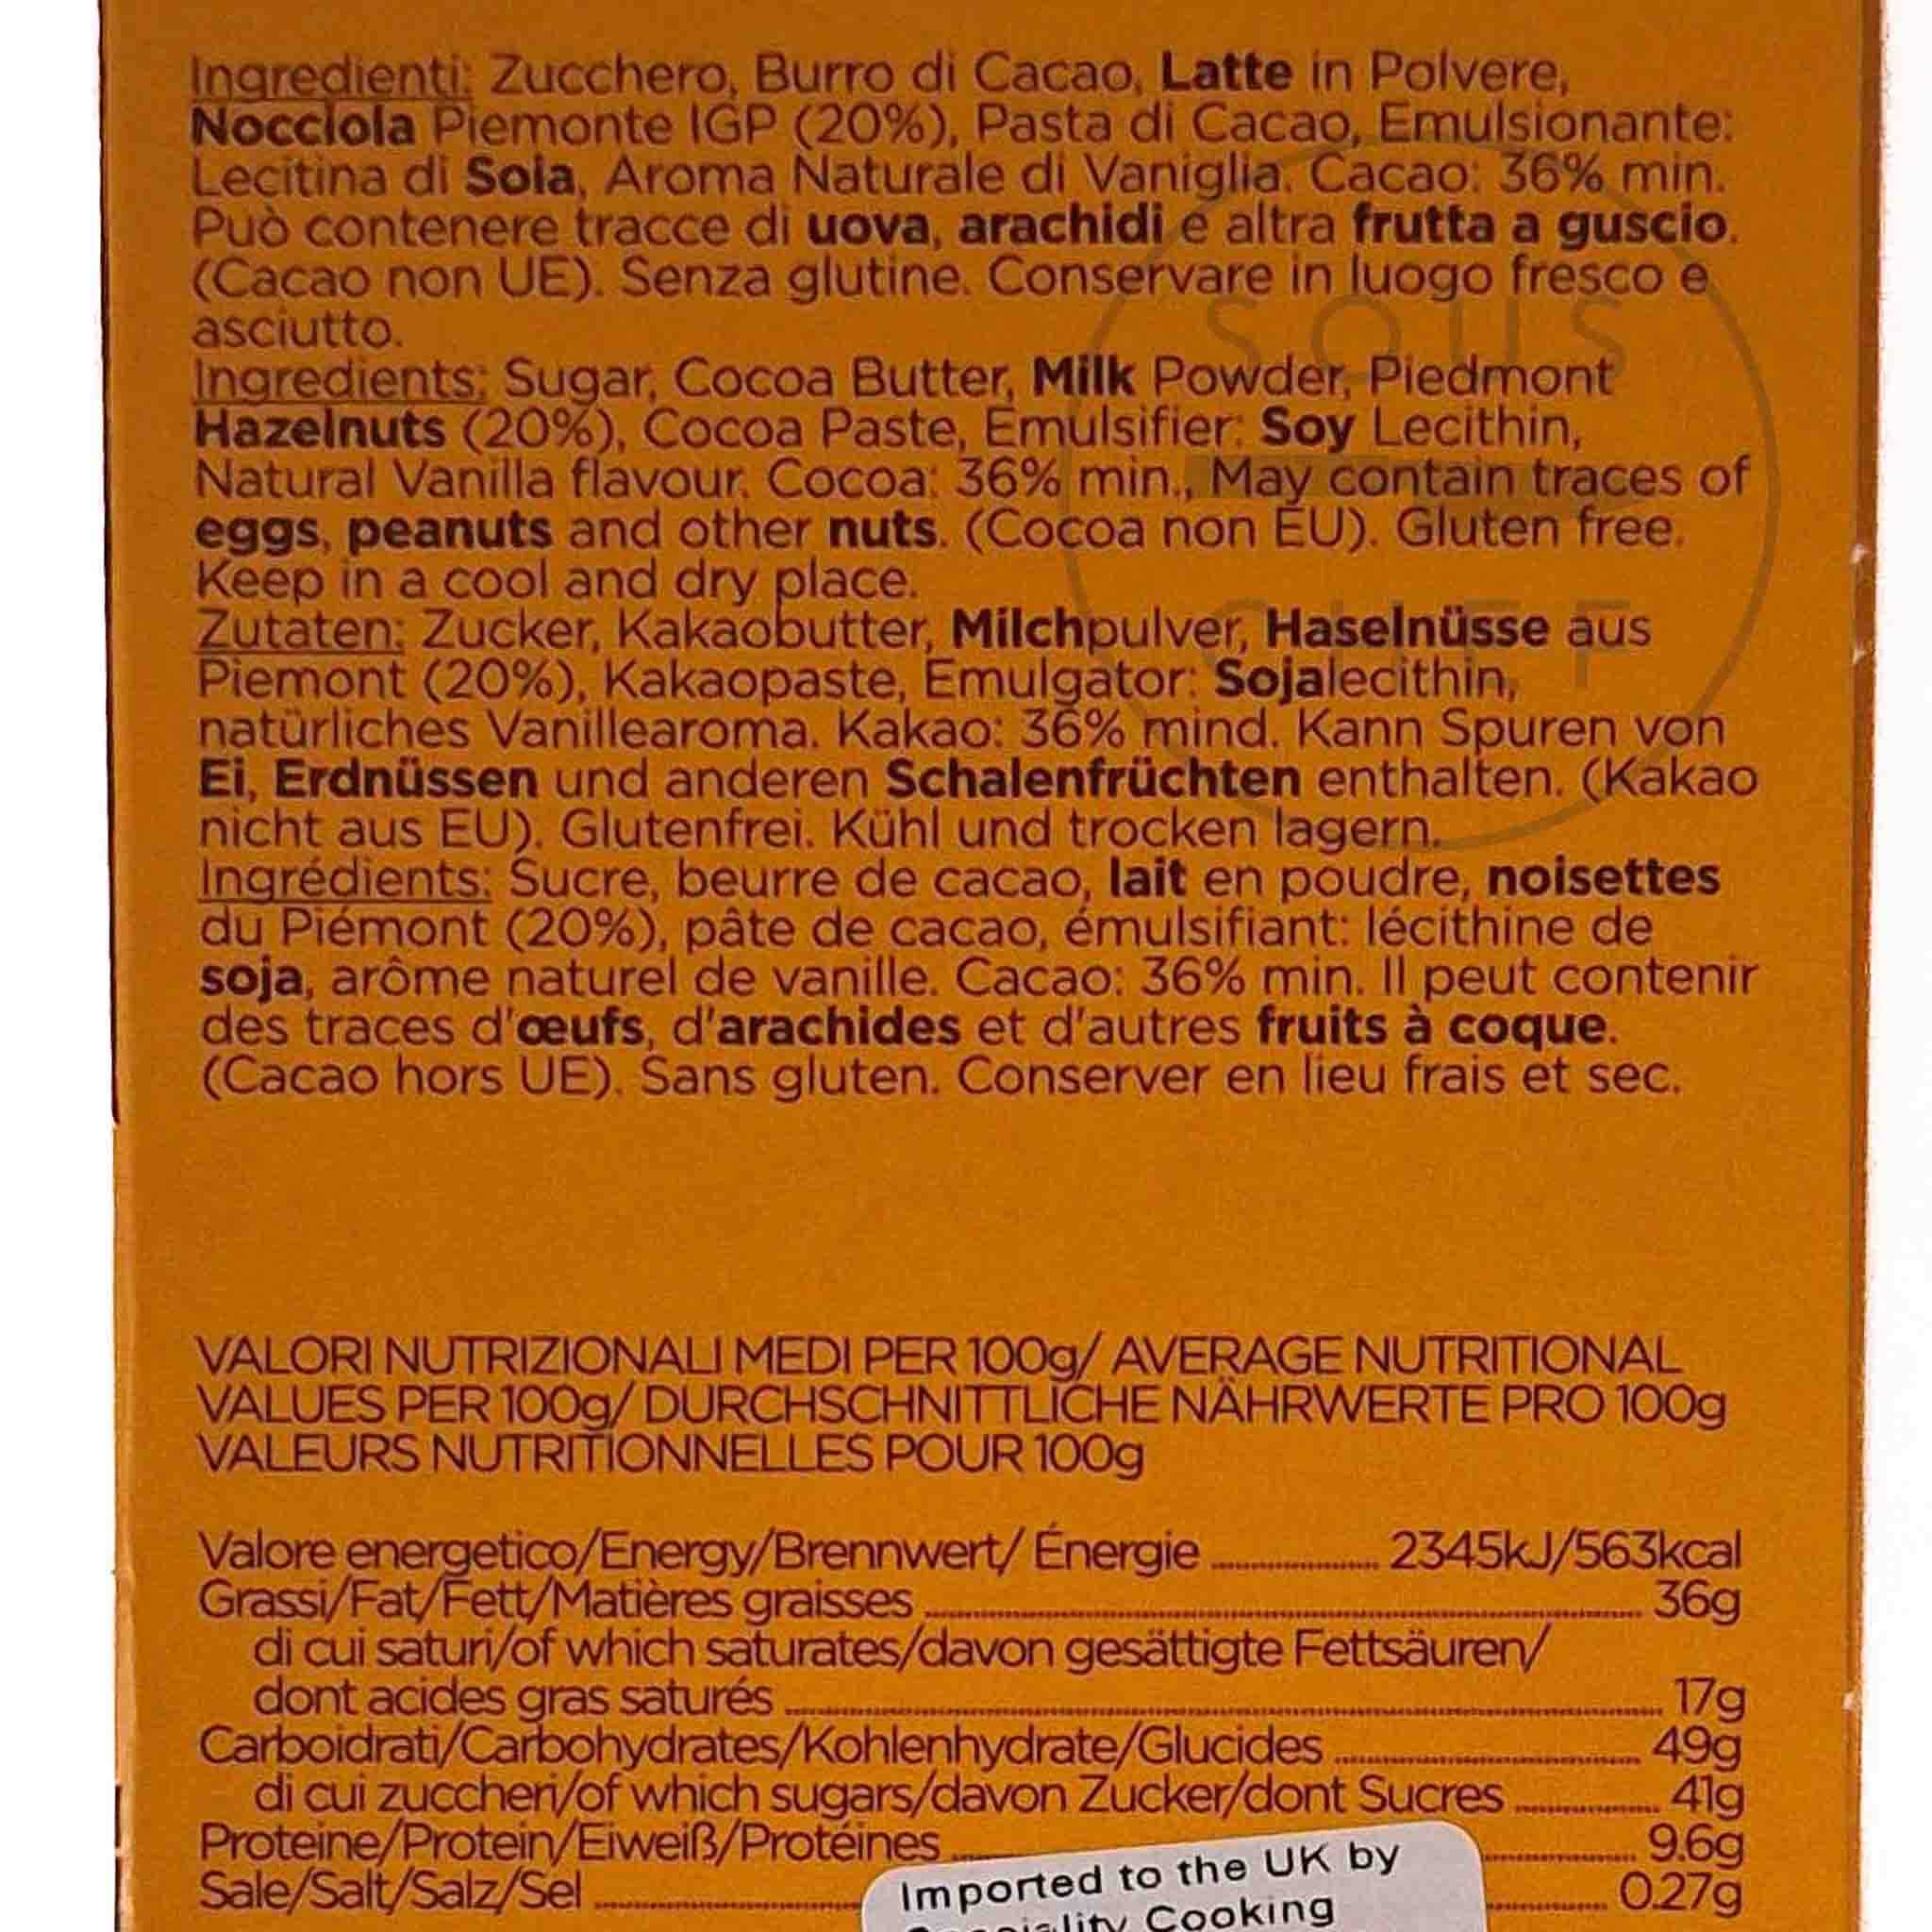 Ingredienti: Zucchero, Burro di Cacao, Latte in Polvere,
Nocciola Piemonte IGP (20%), Pasta di Cacao, Emulsionante:
Lecitina di Soia, Aroma Naturale di Vaniglia. Cacao: 36% min.
Può contenere tracce di uova, arachidi e altra frutta a guscio.
(Cacao non UE). Senza glutine. Conservare in luogo fresco e
asciutto.
Ingredients: Sugar, Cocoa Butter, Milk Powder, Piedmont
Hazelnuts (20%), Cocoa Paste, Emulsifier: Soy Lecithin,
Natural Vanilla flavour. Cocoa: 36% min., May contain traces of
eggs, peanuts and other nuts. (Cocoa non EU). Gluten free.
Keep in a cool and dry place.
Zutaten: Zucker, Kakaobutter, Milchpulver, Haselnüsse aus
Piemont (20%), Kakaopaste, Emulgator: Sojalecithin,
natürliches Vanillearoma. Kakao: 36% mind. Kann Spuren von
Ei, Erdnüssen und anderen Schalenfrüchten enthalten. (Kakao
nicht aus EU). Glutenfrei. Kühl und trocken lagern.
Ingrédients: Sucre, beurre de cacao, lait en poudre, noisettes
du Piémont (20%), pâte de cacao, émulsifiant: lécithine de
soja, arôme naturel de vanille. Cacao: 36% min. Il peut contenir
des traces d'œufs, d'arachides et d'autres fruits à coque.
(Cacao hors UE). Sans gluten. Conserver en lieu frais et sec.
SOUS
CHEF
VALORI NUTRIZIONALI MEDI PER 100g/ AVERAGE NUTRITIONAL
VALUES PER 100g/ DURCHSCHNITTLICHE NÄHRWERTE PRO 100g
VALEURS NUTRITIONNELLES POUR 100g
Valore energetico/Energy/Brennwert/ Énergie 2345kJ/563kcal
Grassi/Fat/Fett/Matières graisses 36g
di cui saturi/of which saturates/davon gesättigte Fettsäuren/
dont acides gras saturés 17g
Carboidrati/Carbohydrates/Kohlenhydrate/Glucides 49g
di cui zuccheri/of which sugars/davon Zucker/dont Sucres 41g
Proteine/Protein/Eiweiß/Protéines 9.6g
Sale/Salt/Salz/Sel 0.27g
Imported to the UK by
Cooking